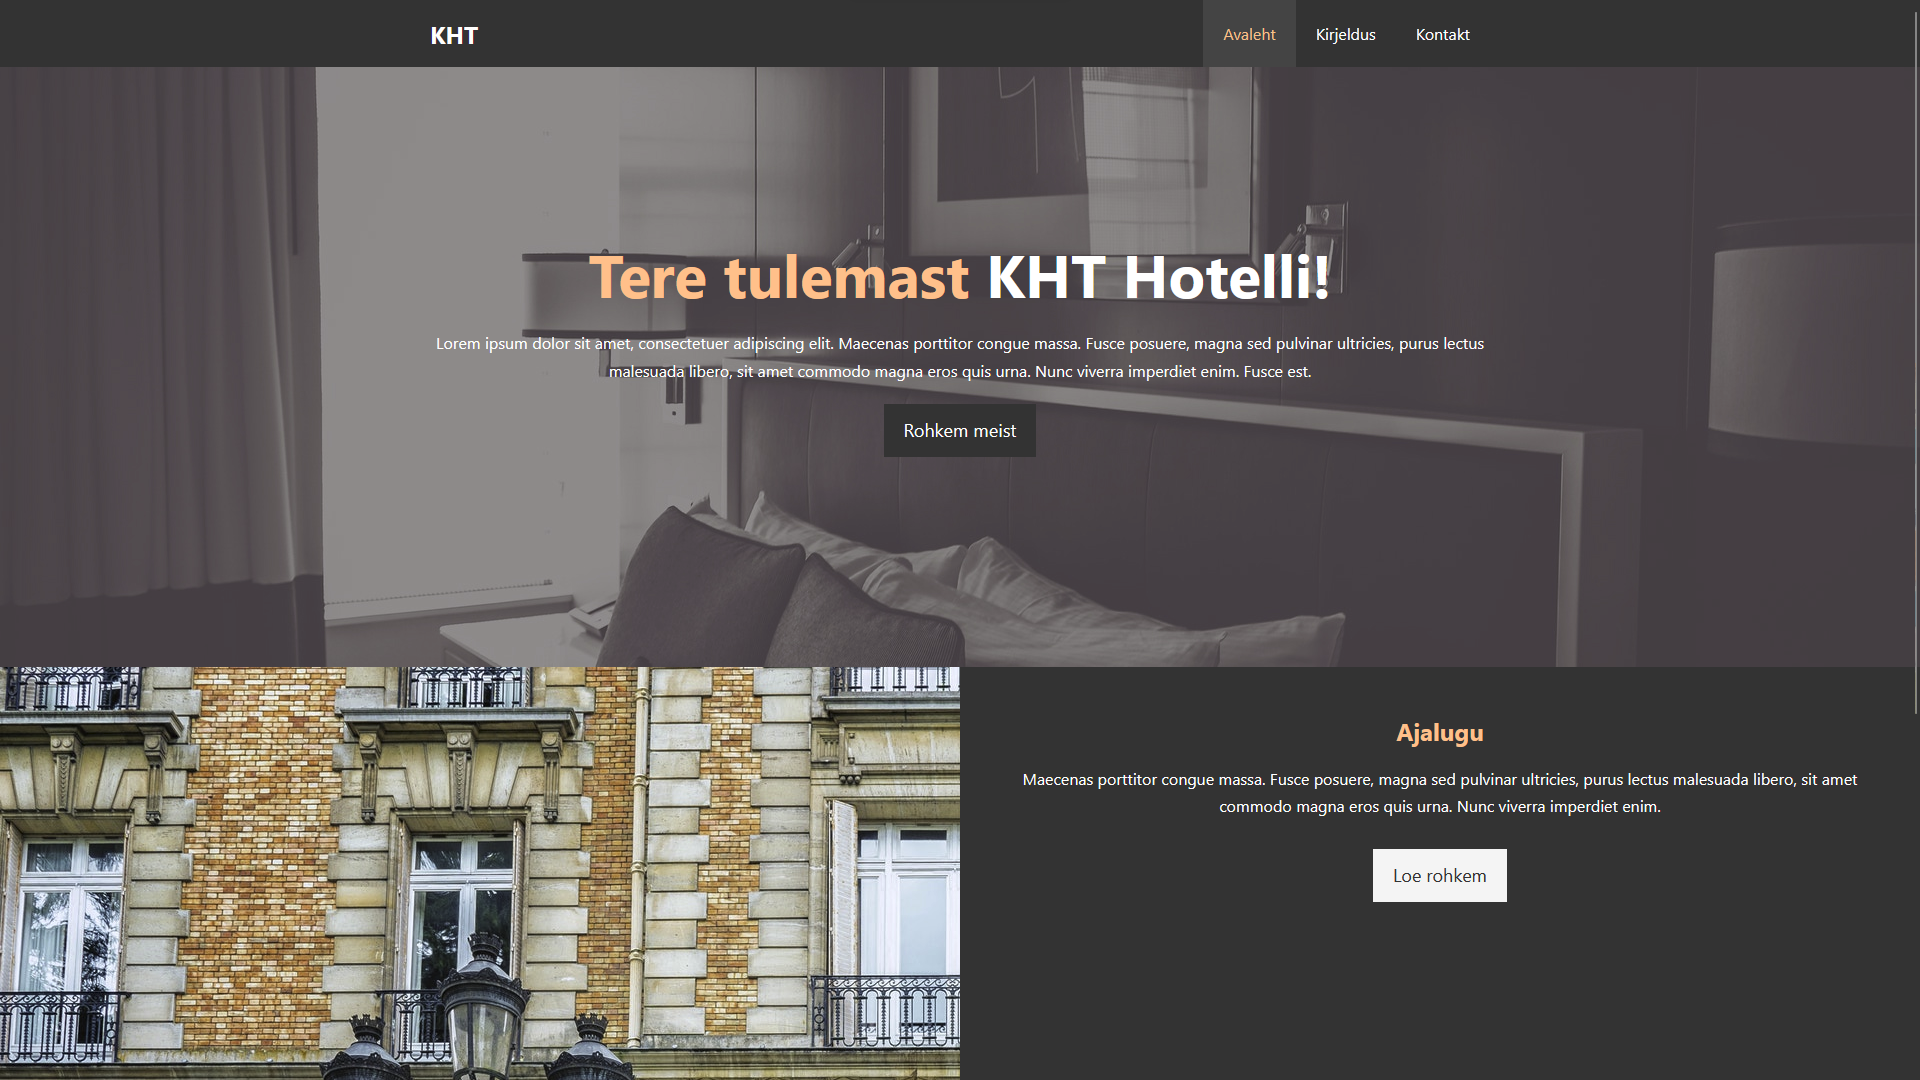 KHT
Avaleht
Kirjeldus
Kontakt
Tere tulemast KHT Hotelli!
Lorem ipsum dolor sit amet, consectetuer adipiscing elit. Maecenas porttitor congue massa. Fusce posuere, magna sed pulvinar ultricies, purus lectus
malesuada libero, sit amet commodo magna eros quis urna. Nunc viverra imperdiet enim. Fusce est.
Rohkem meist
Ajalugu
Maecenas porttitor congue massa. Fusce posuere, magna sed pulvinar ultricies, purus lectus malesuada libero, sit amet
commodo magna eros quis urna. Nunc viverra imperdiet enim.
Loe rohkem